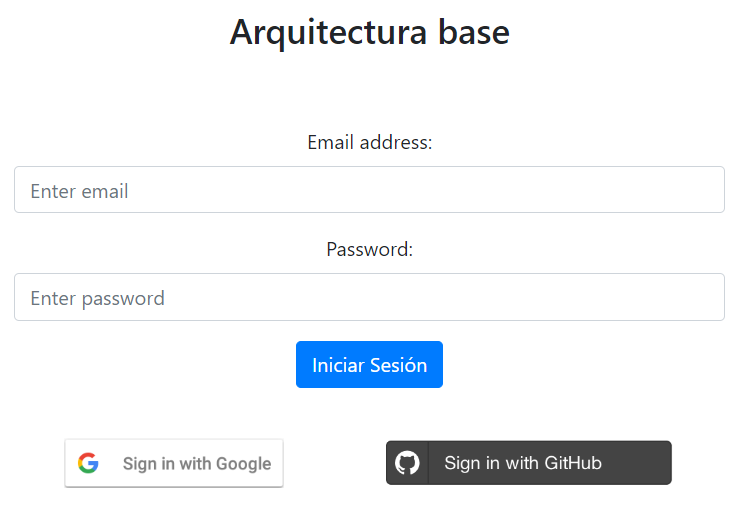 Arquitectura base
Email address:
Enter email
Password:
Enter password
Iniciar Sesión
Sign in with Google
Sign in with GitHub